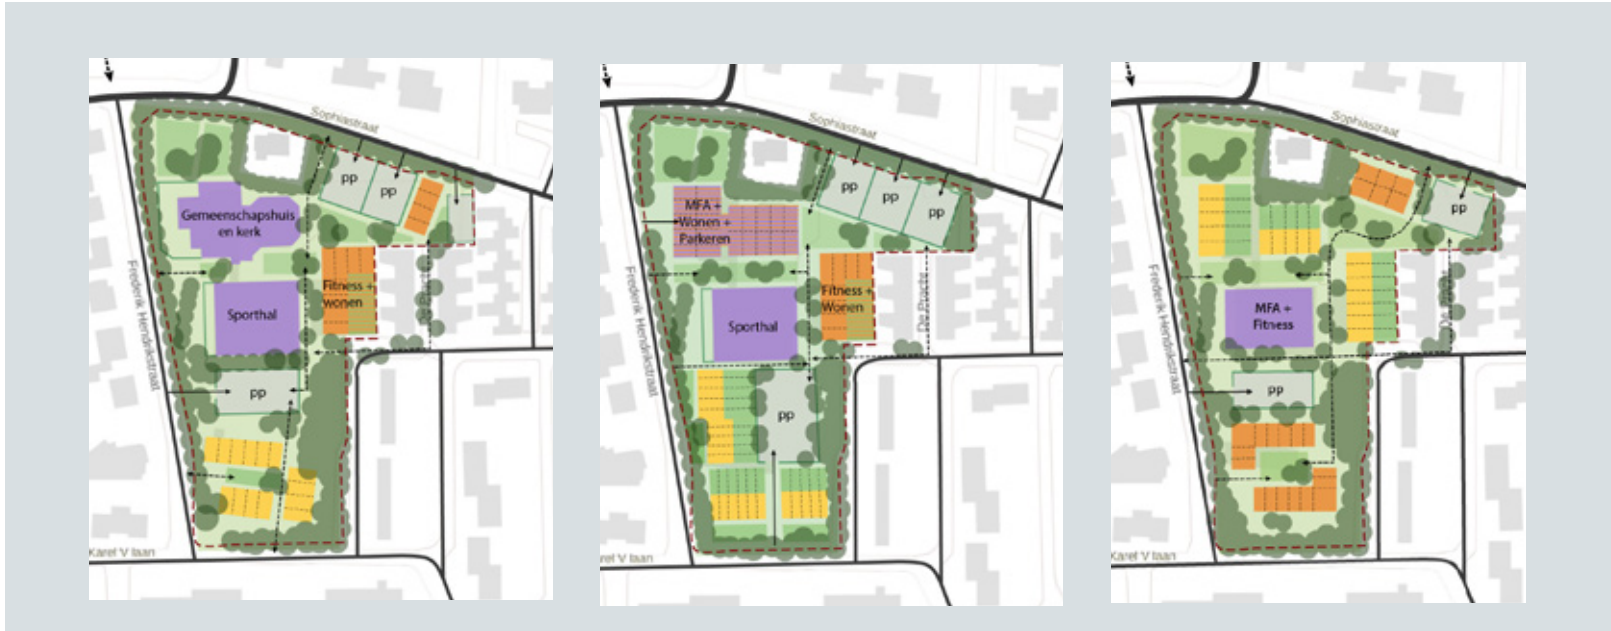 Sophiastraat
pp
pp
Gemeenschapshuis
en kerk
Frederik Hendrikstraat
Fitness +
wonen
Sporthal
pp
Karel V laan
Sophiastraat
pp
pp
pp
MFA +
Wonen +
Parkeren
Frederik Hendrikstraat
Fitness +
Wonen
De Bracht
Sporthal
pp
rel V laan
Sophiastraat
pp
Frederik Hendrikstraat
MFA +
Fitness
pp
Karel V laan